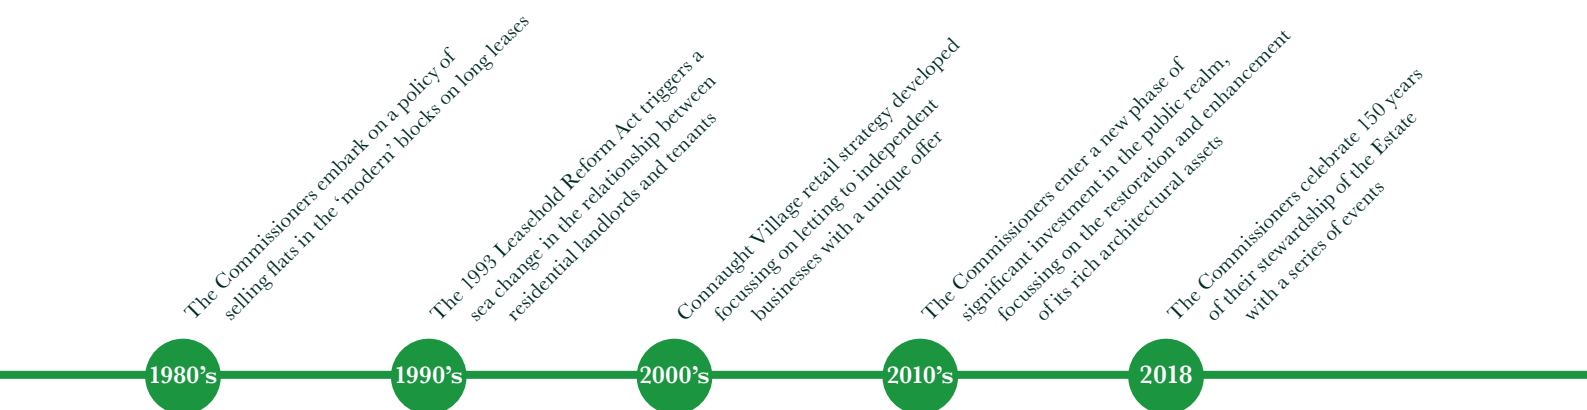 The Commissioners embark on a policy of
selling flats in the ‘modern’ blocks on long leases
1980’s
The 1993 Leasehold Reform Act triggers a
sea change in the relationship between
residential landlords and tenants
1990’s
Connaught Village retail strategy developed
focussing on letting to independent
businesses with a unique offer
2000’s
The Commissioners enter a new phase of
significant investment in the public realm,
focussing on the restoration and enhancement
of its rich architectural assets
2010’s
The Commissioners celebrate 150 years
of their stewardship of the Estate
with a series of events
2018